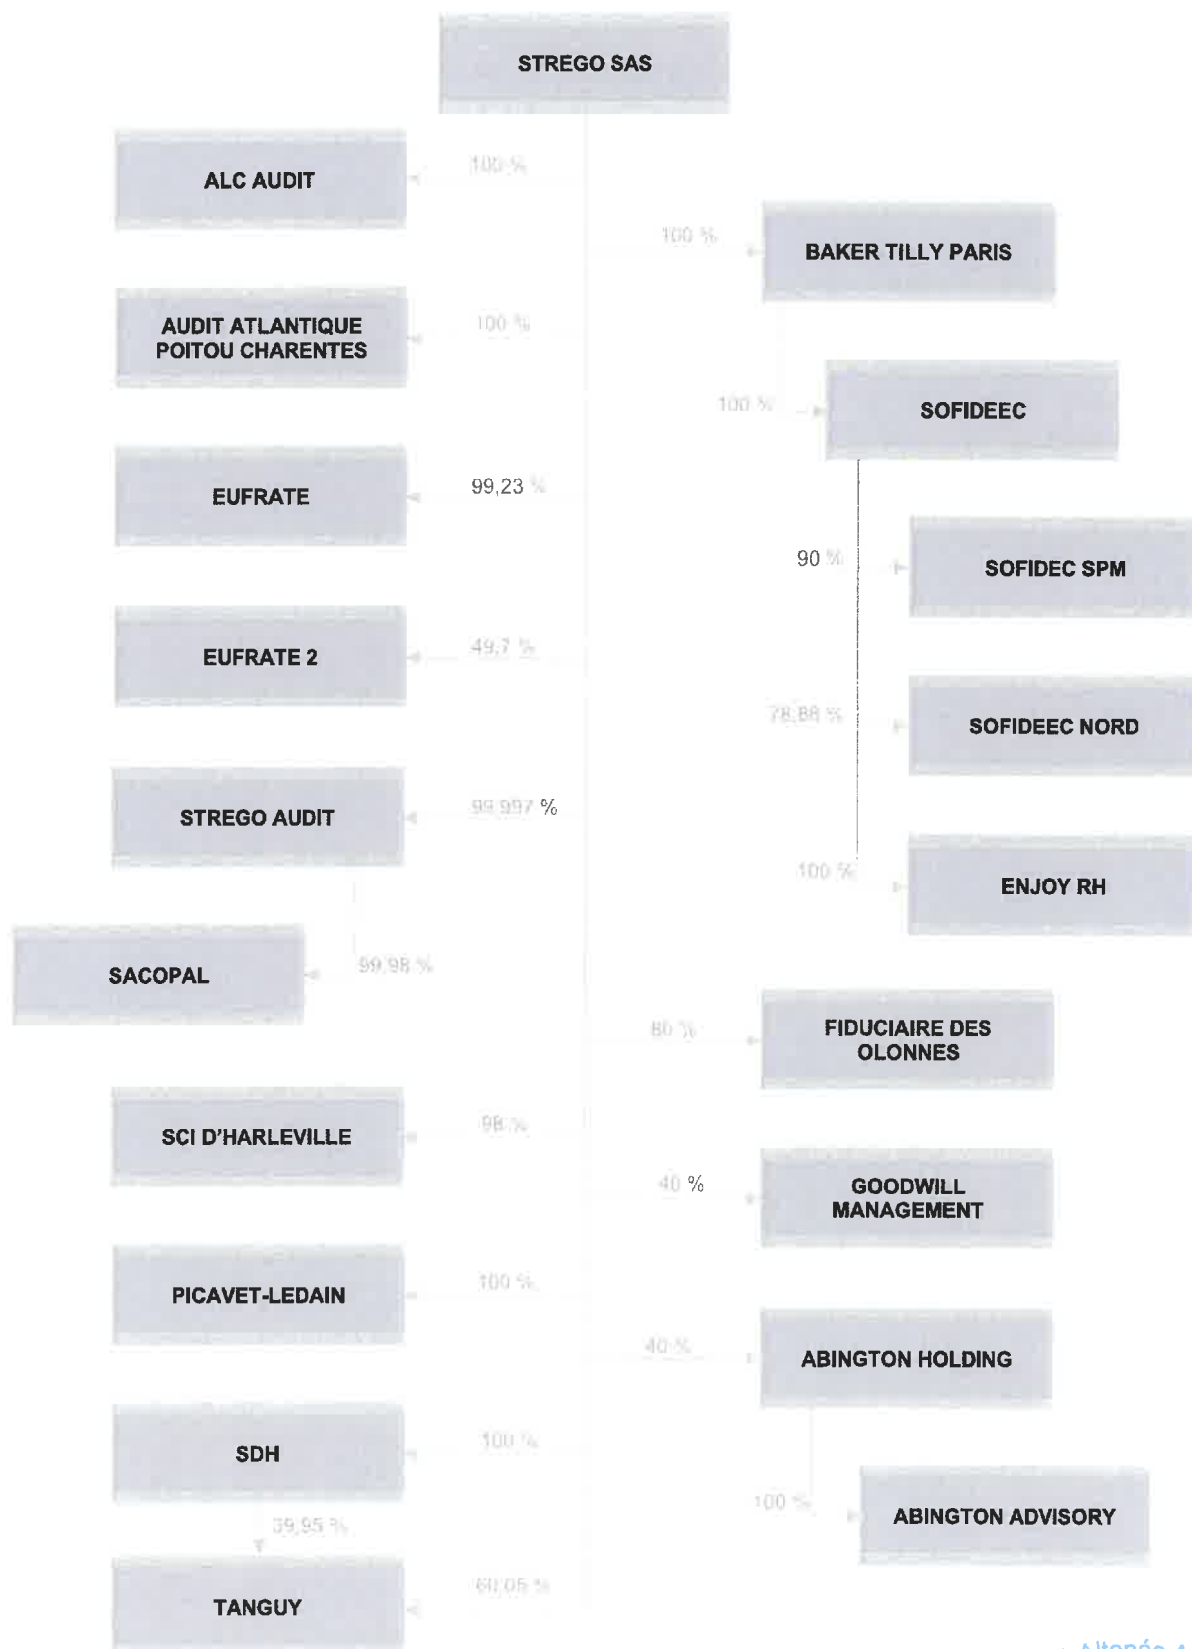 STREGO SAS
ALC AUDIT
100 %
100 %
BAKER TILLY PARIS
AUDIT ATLANTIQUE
POITOU CHARENTES
100 %
100 %
SOFIDEEC
EUFRATE
99,23 %
90 %
SOFIDEC SPM
EUFRATE 2
49,7 %
78,88 %
SOFIDEEC NORD
STREGO AUDIT
99,997 %
100 %
ENJOY RH
SACOPAL
99,98 %
80 %
FIDUCIAIRE DES
OLONNES
SCI D'HARLEVILLE
98 %
40 %
GOODWILL
MANAGEMENT
PICAVET-LEDAIN
100 %
40 %
ABINGTON HOLDING
SDH
100 %
100 %
ABINGTON ADVISORY
39,95 %
TANGUY
60,05 %